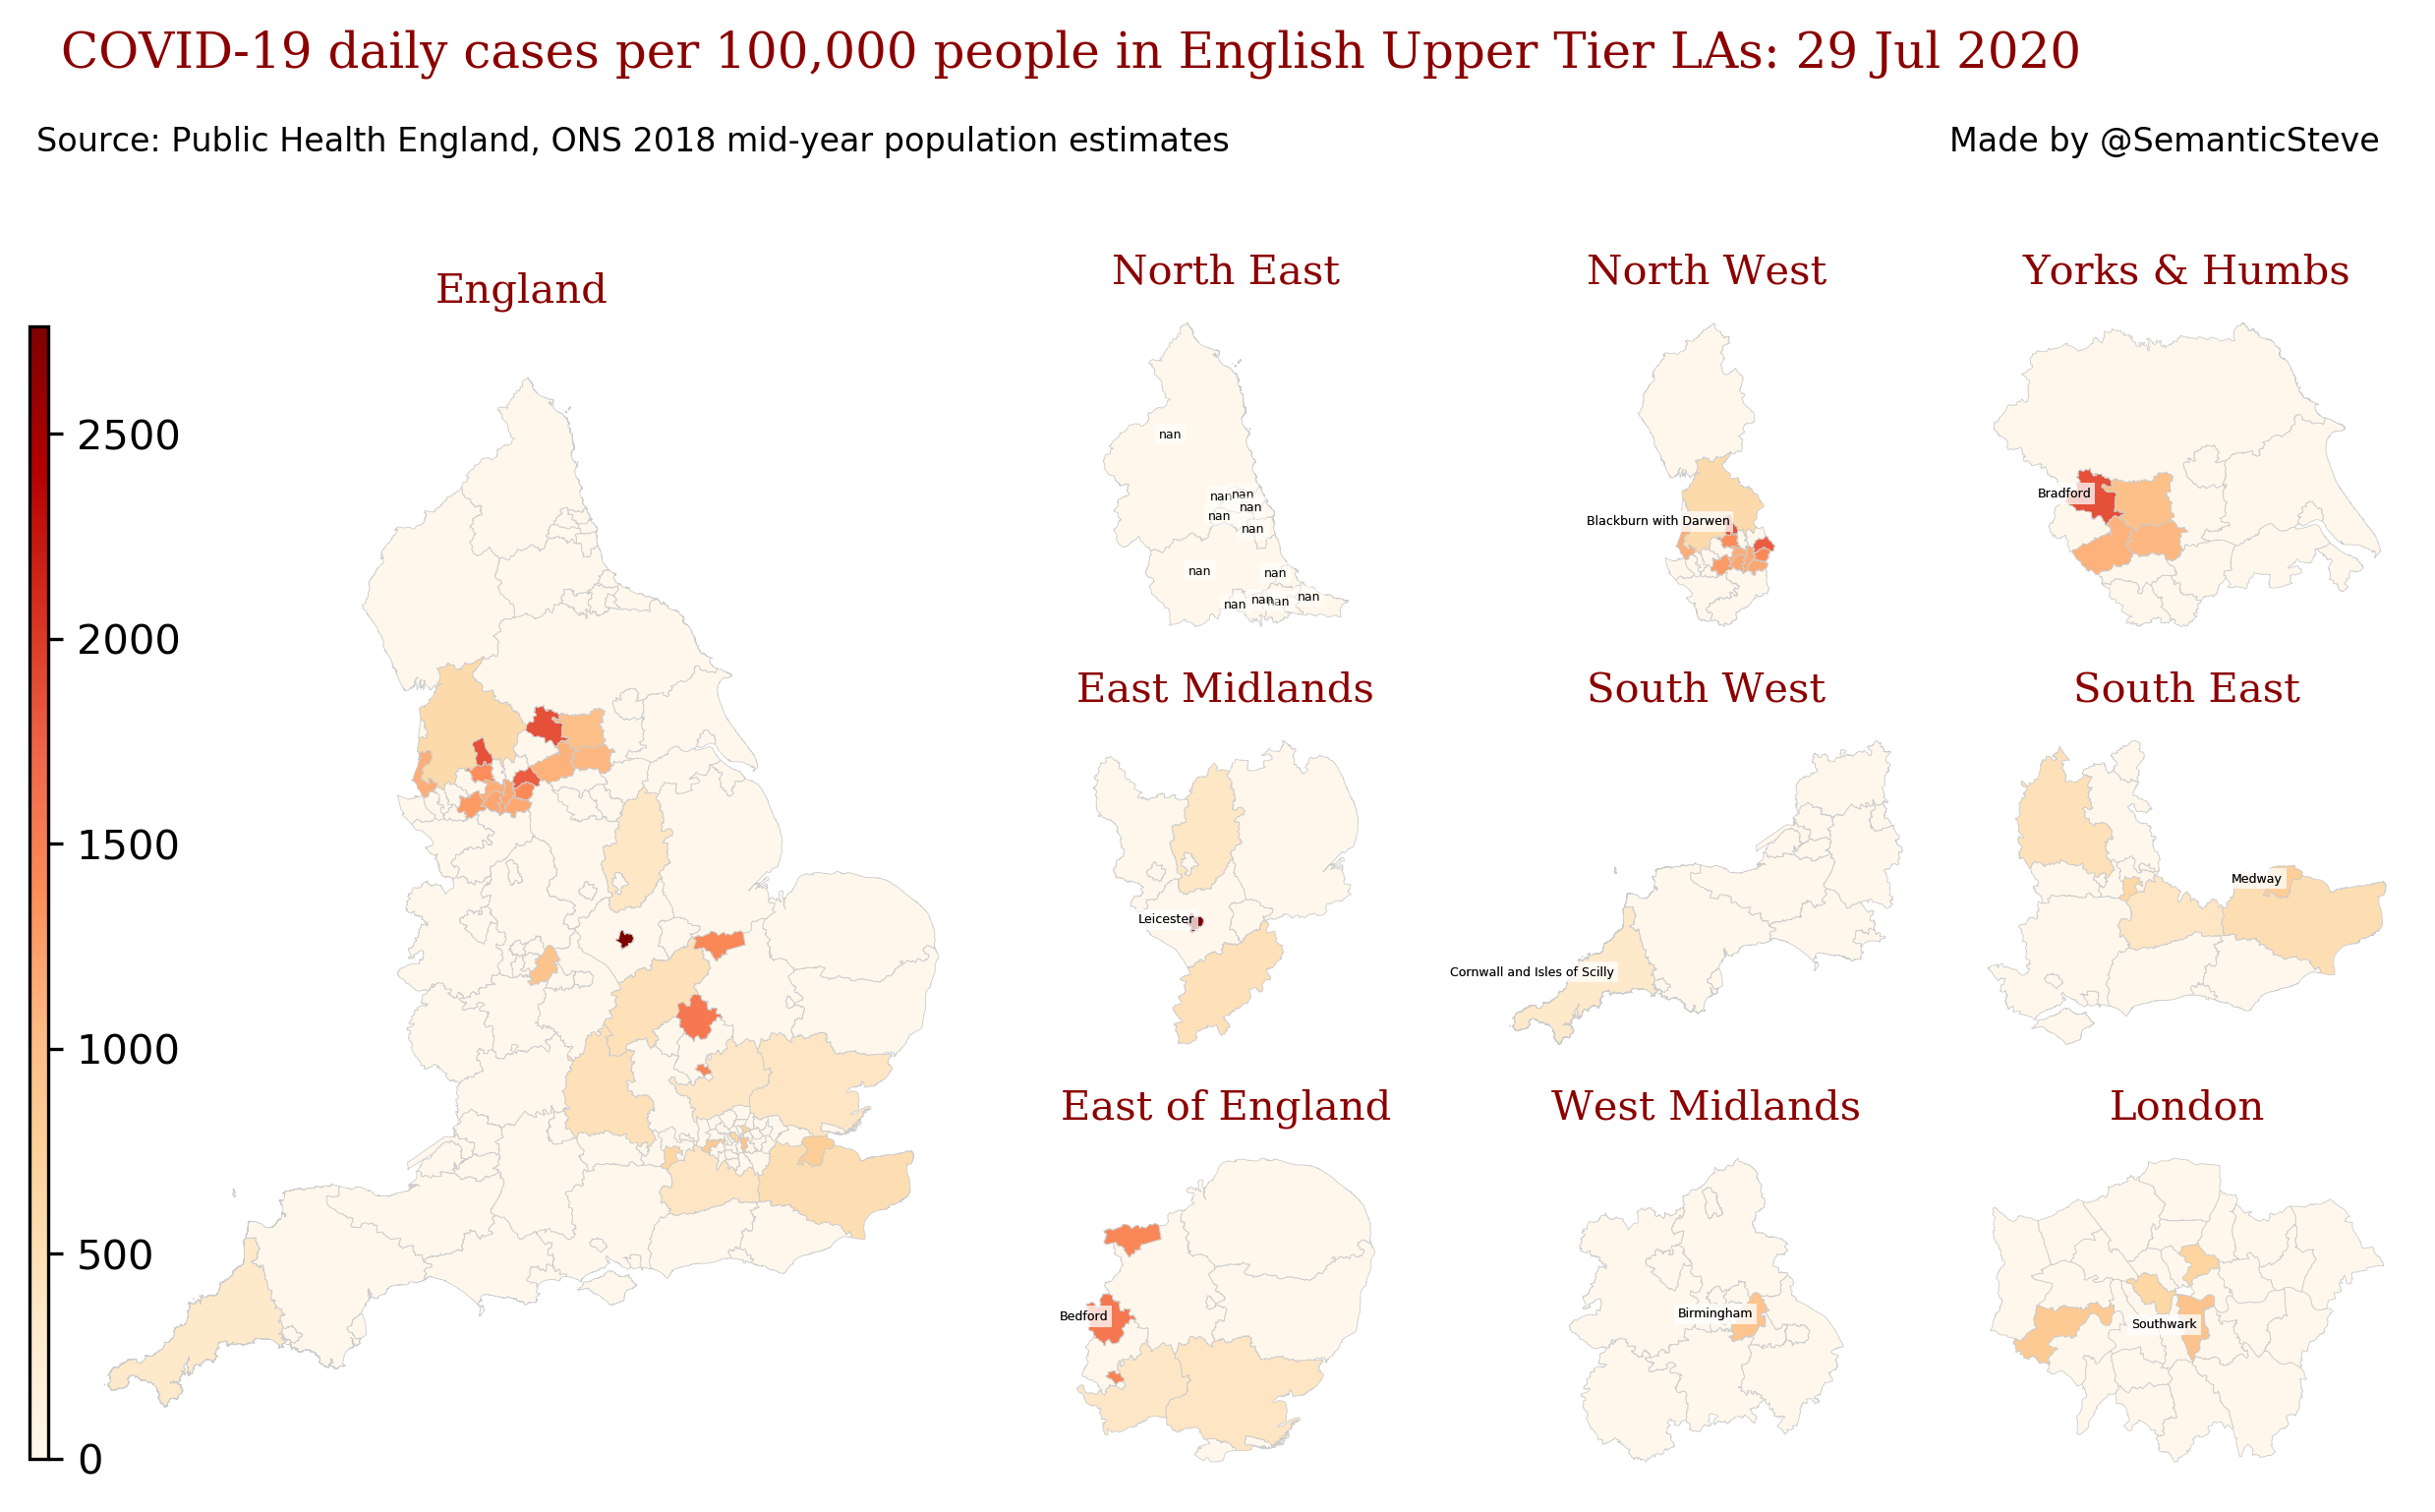 COVID-19 daily cases per 100,000 people in English Upper Tier LAs: 29 Jul 2020
Source: Public Health England, ONS 2018 mid-year population estimates
Made by @SemanticSteve
England
2500
2000
1500
1000
500
0
North East
nan
nan
nan
nan
nan
nan
nan
nan
nan
nan
nan
nan
North West
Blackburn with Darwen
Yorks & Humbs
Bradford
East Midlands
Leicester
South West
Cornwall and Isles of Scilly
South East
Medway
East of England
Bedford
West Midlands
Birmingham
London
Southwark